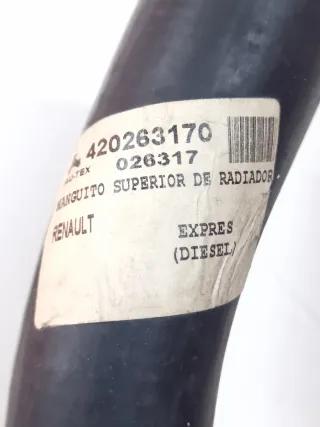 420263170
026317
MANGUITO SUPERIOR DE RADIADOR
RENAULT EXPRES
(DIESEL)